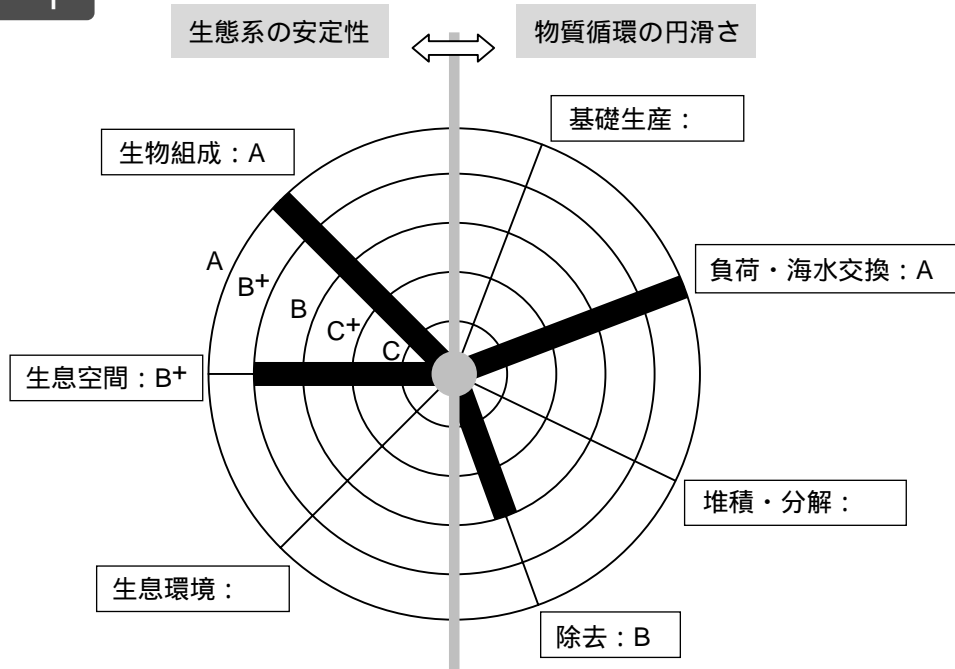 生態系の安定性
物質循環の円滑さ
基礎生産：
生物組成：A
負荷・海水交換：A
A
B+
B
C+
C
生息空間：B+
堆積・分解：
生息環境：
除去：B